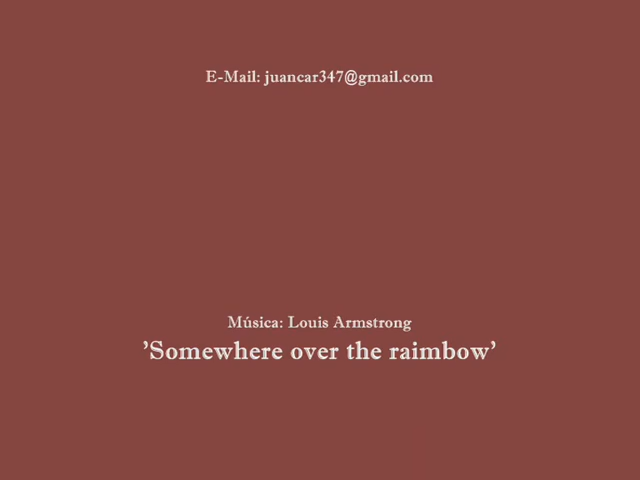 E-Mail: juancar347@gmail.com
Música: Louis Armstrong
'Somewhere over the raimbow'